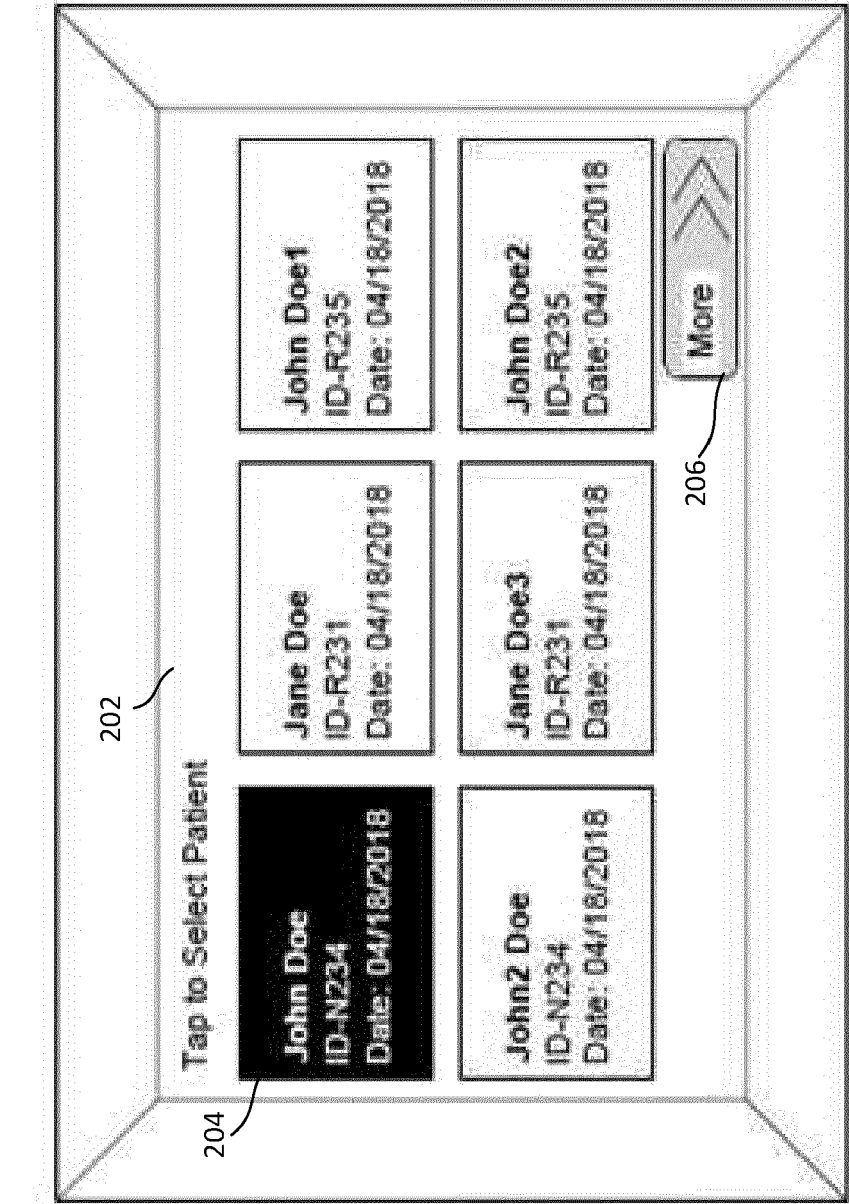 202
Tap to Select Patient
204
John Doe
ID-N234
Date: 04/18/2018
Jane Doe
ID-R231
Date: 04/18/2018
John Doe1
ID-R235
Date: 04/18/2018
John2 Doe
ID-N234
Date: 04/18/2018
Jane Doe3
ID-R231
Date: 04/18/2018
John Doe2
ID-R235
Date: 04/18/2018
206
More